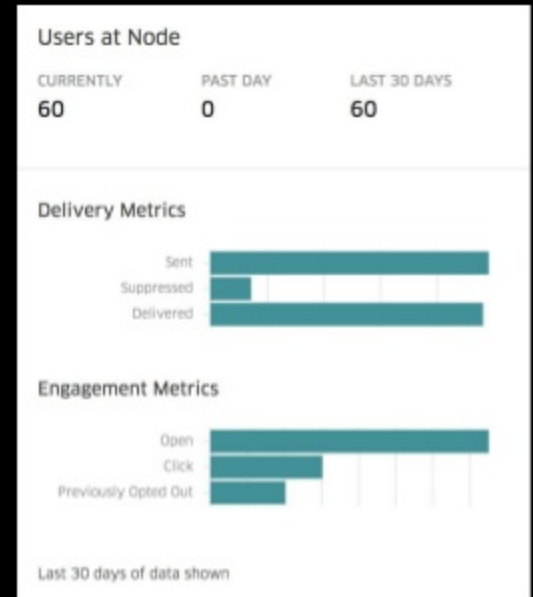 Users at Node
CURRENTLY PAST DAY LAST 30 DAYS
60 0 60
Delivery Metrics
Sent
Suppressed
Delivered
Engagement Metrics
Open
Click
Previously Opted Out
Last 30 days of data shown